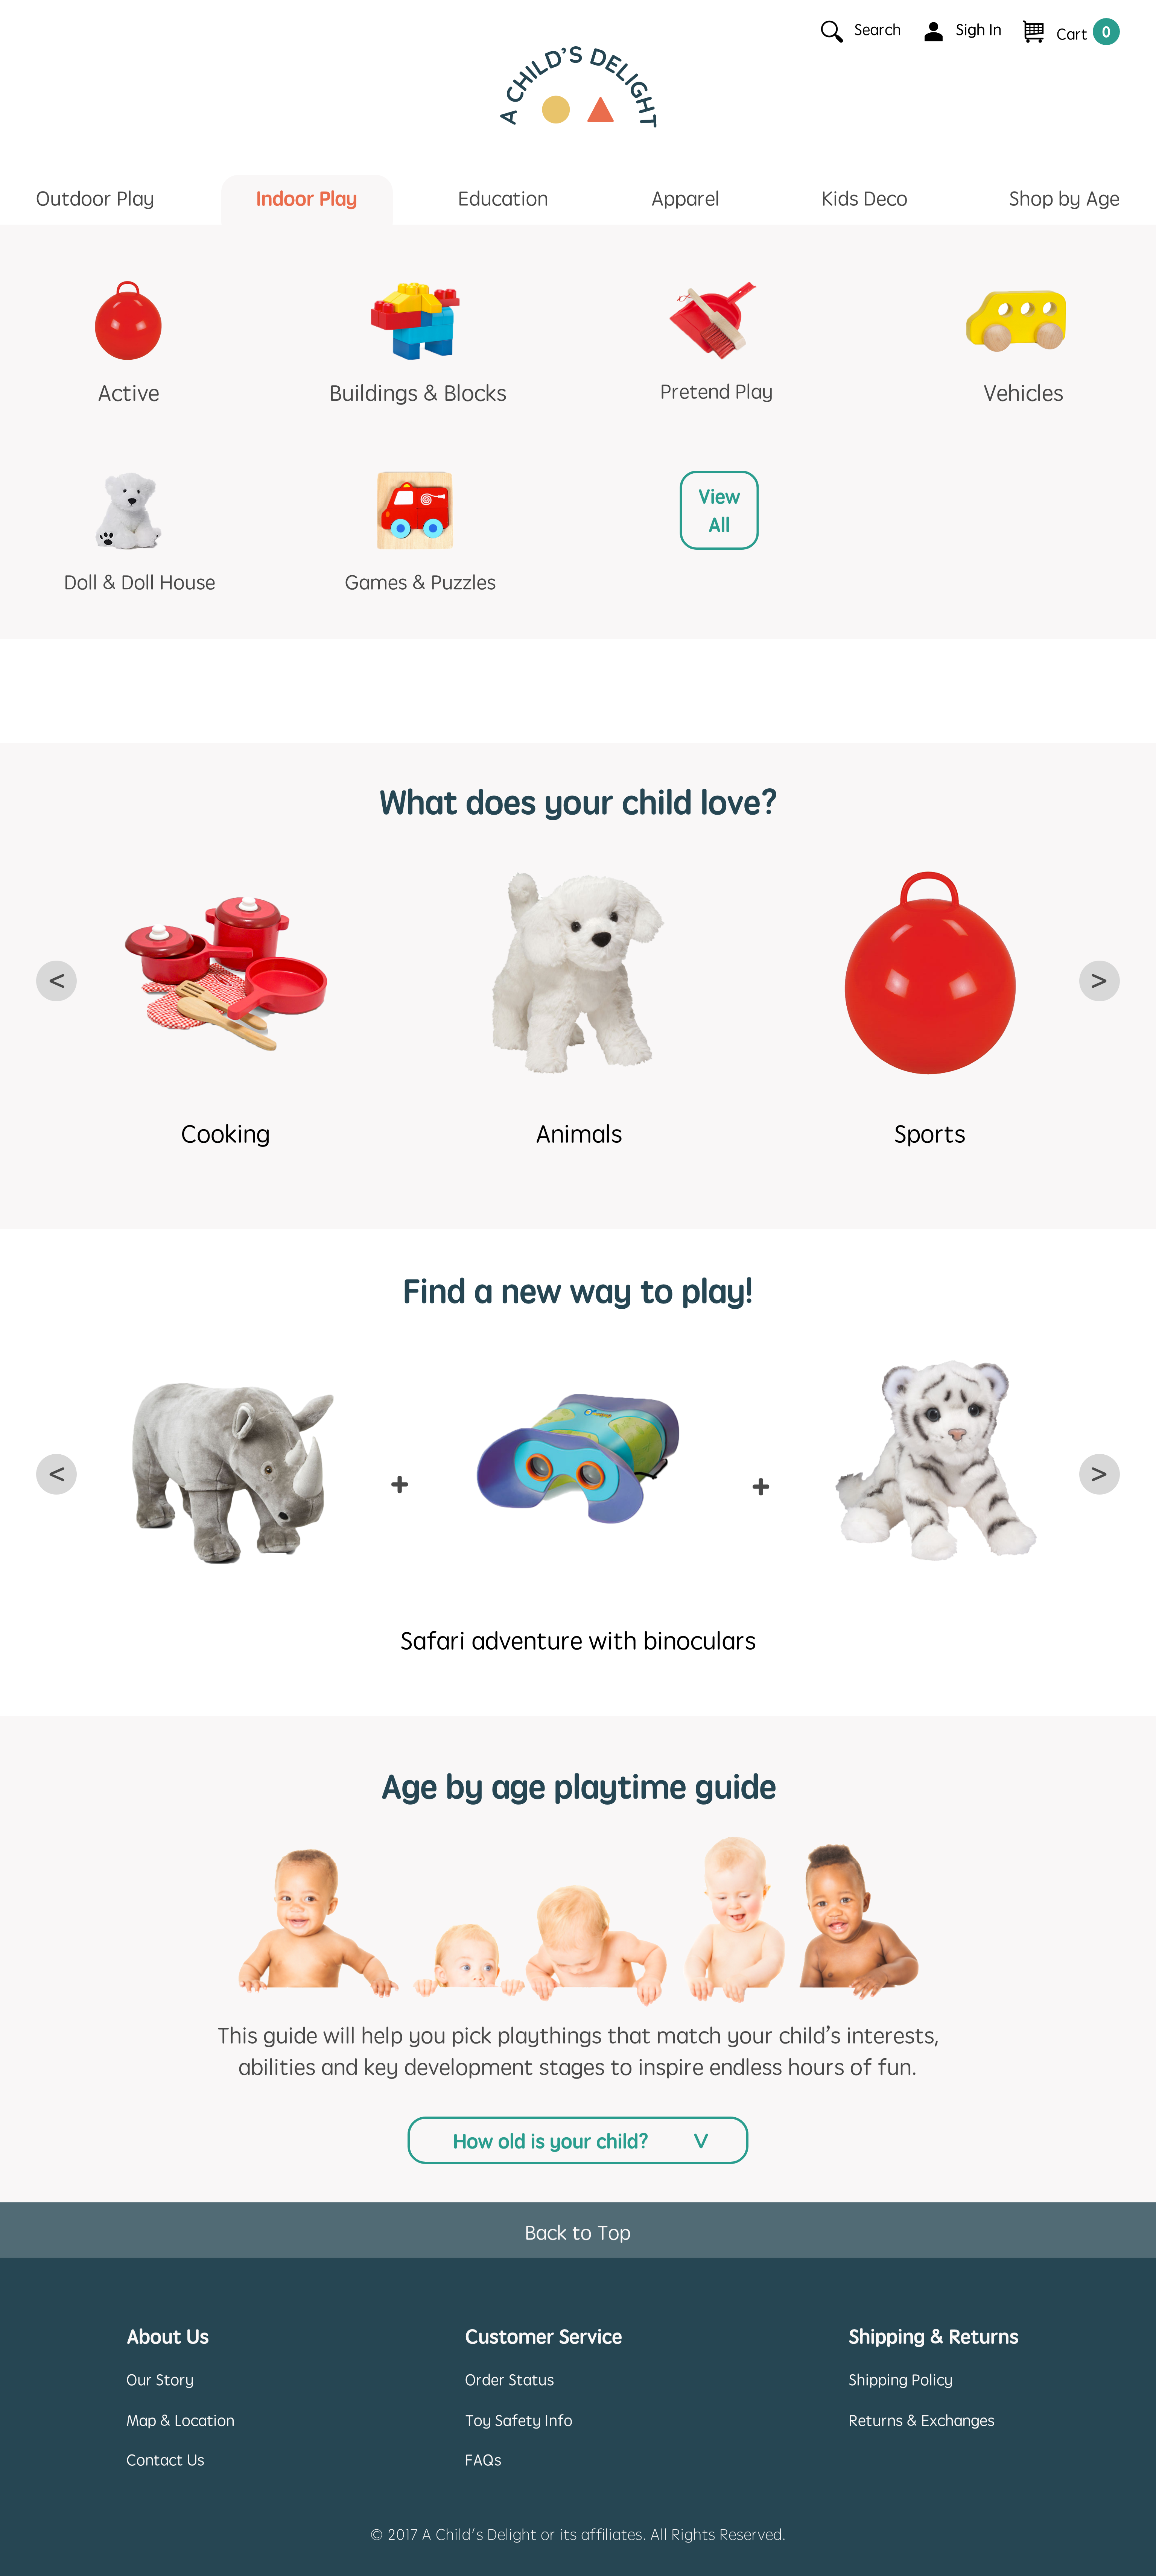 Search
Sigh In
Cart 0
A CHILD'S DELIGHT
Outdoor Play
Indoor Play
Education
Apparel
Kids Deco
Shop by Age
Active
Buildings & Blocks
Pretend Play
Vehicles
Doll & Doll House
Games & Puzzles
View
All
What does your child love?
<
>
Cooking
Animals
Sports
Find a new way to play!
<
+
+
>
Safari adventure with binoculars
Age by age playtime guide
This guide will help you pick playthings that match your child's interests,
abilities and key development stages to inspire endless hours of fun.
How old is your child? V
Back to Top
About Us
Our Story
Map & Location
Contact Us
Customer Service
Order Status
Toy Safety Info
FAQs
Shipping & Returns
Shipping Policy
Returns & Exchanges
© 2017 A Child's Delight or its affiliates. All Rights Reserved.